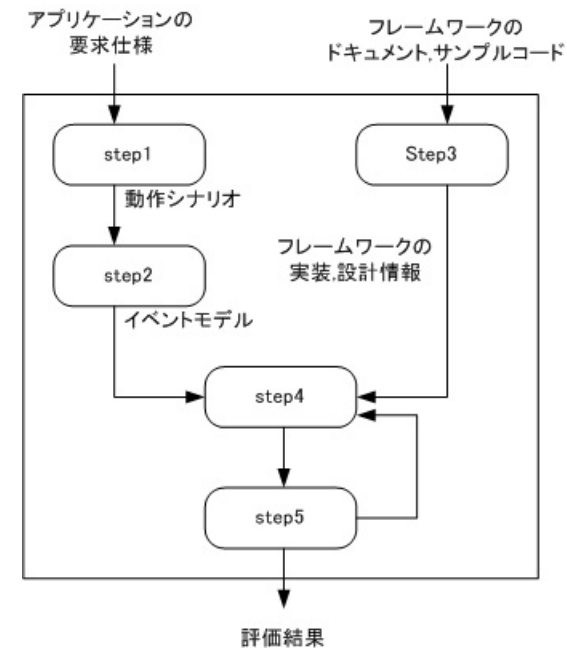 アプリケーションの
要求仕様
フレームワークの
ドキュメント,サンプルコード
step1
Step3
動作シナリオ
step2
フレームワークの
実装,設計情報
イベントモデル
step4
step5
評価結果